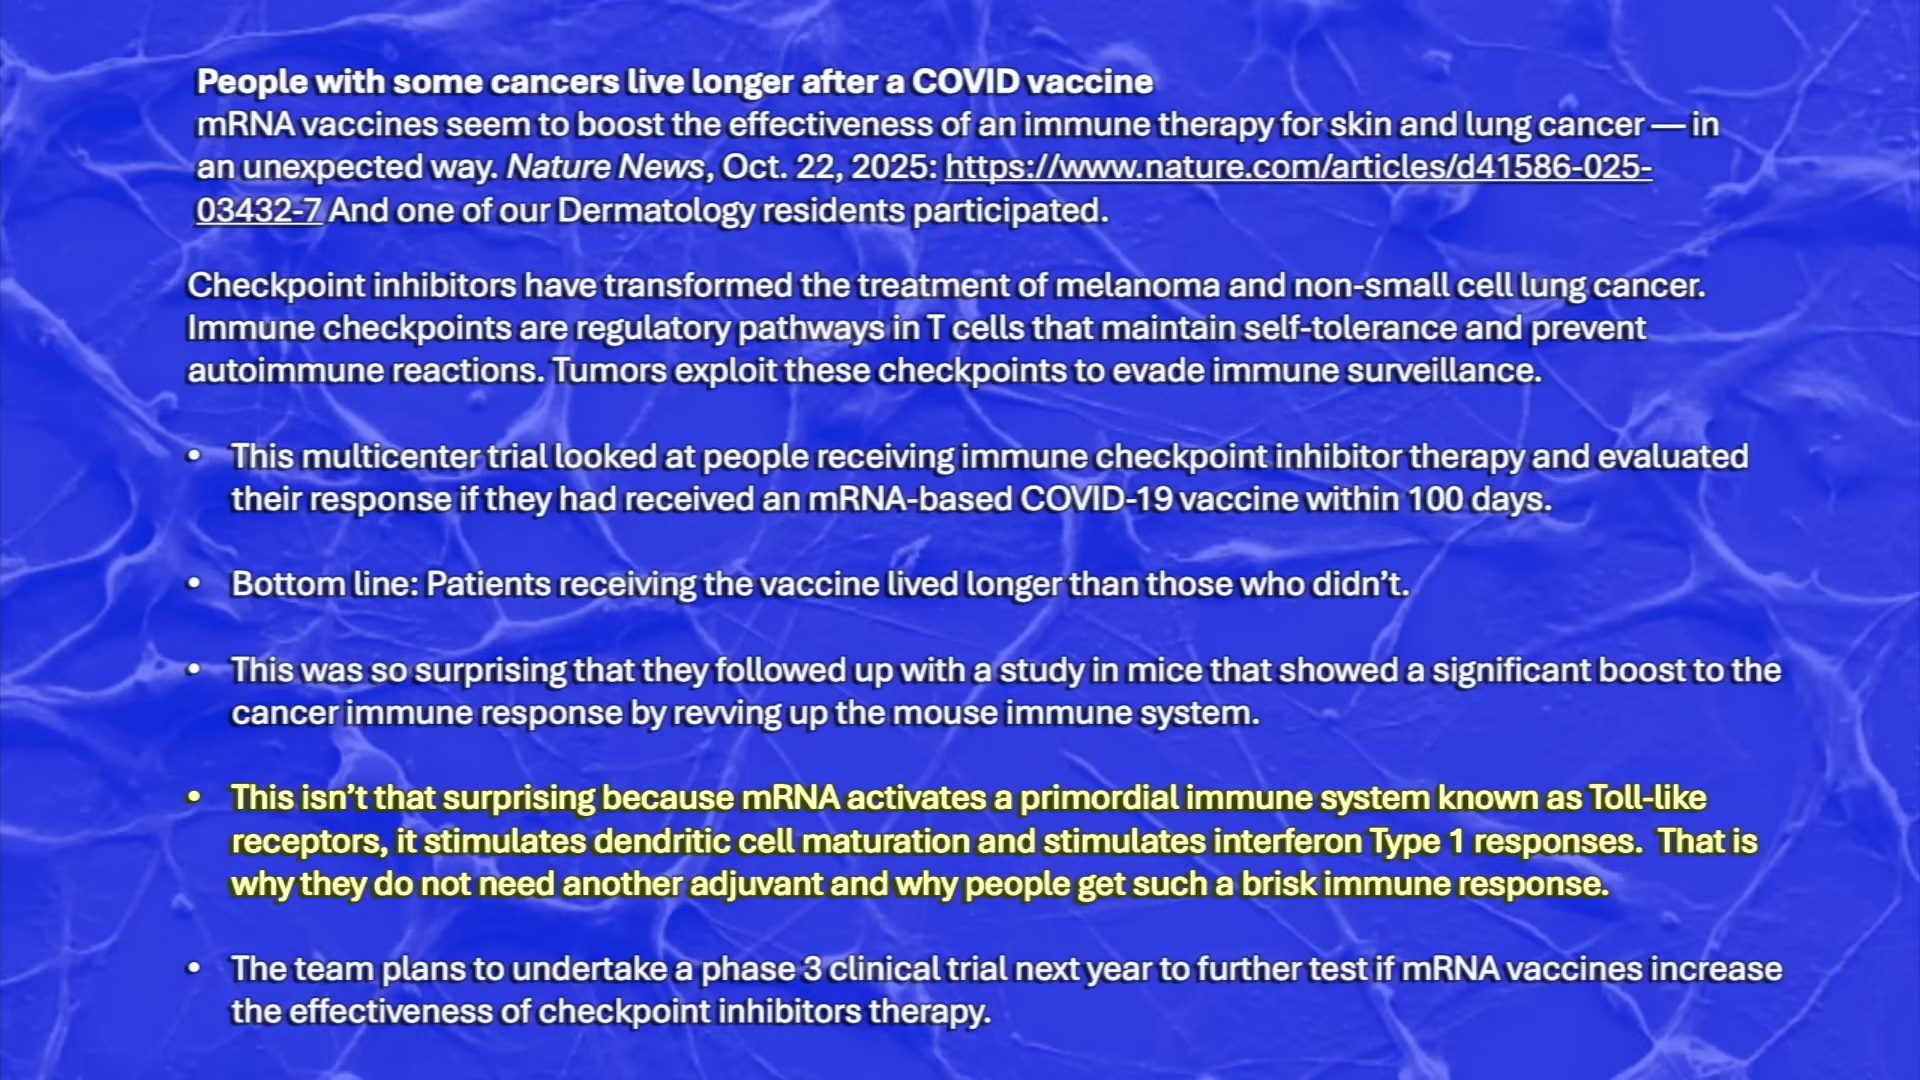 People with some cancers live longer after a COVID vaccine
mRNA vaccines seem to boost the effectiveness of an immune therapy for skin and lung cancer — in
an unexpected way. Nature News, Oct. 22, 2025: https://www.nature.com/articles/d41586-025-
03432-7 And one of our Dermatology residents participated.
Checkpoint inhibitors have transformed the treatment of melanoma and non-small cell lung cancer.
Immune checkpoints are regulatory pathways in T cells that maintain self-tolerance and prevent
autoimmune reactions. Tumors exploit these checkpoints to evade immune surveillance.
• This multicenter trial looked at people receiving immune checkpoint inhibitor therapy and evaluated
their response if they had received an mRNA-based COVID-19 vaccine within 100 days.
• Bottom line: Patients receiving the vaccine lived longer than those who didn’t.
• This was so surprising that they followed up with a study in mice that showed a significant boost to the
cancer immune response by revving up the mouse immune system.
• This isn’t that surprising because mRNA activates a primordial immune system known as Toll-like
receptors, it stimulates dendritic cell maturation and stimulates interferon Type 1 responses.  That is
why they do not need another adjuvant and why people get such a brisk immune response.
• The team plans to undertake a phase 3 clinical trial next year to further test if mRNA vaccines increase
the effectiveness of checkpoint inhibitors therapy.